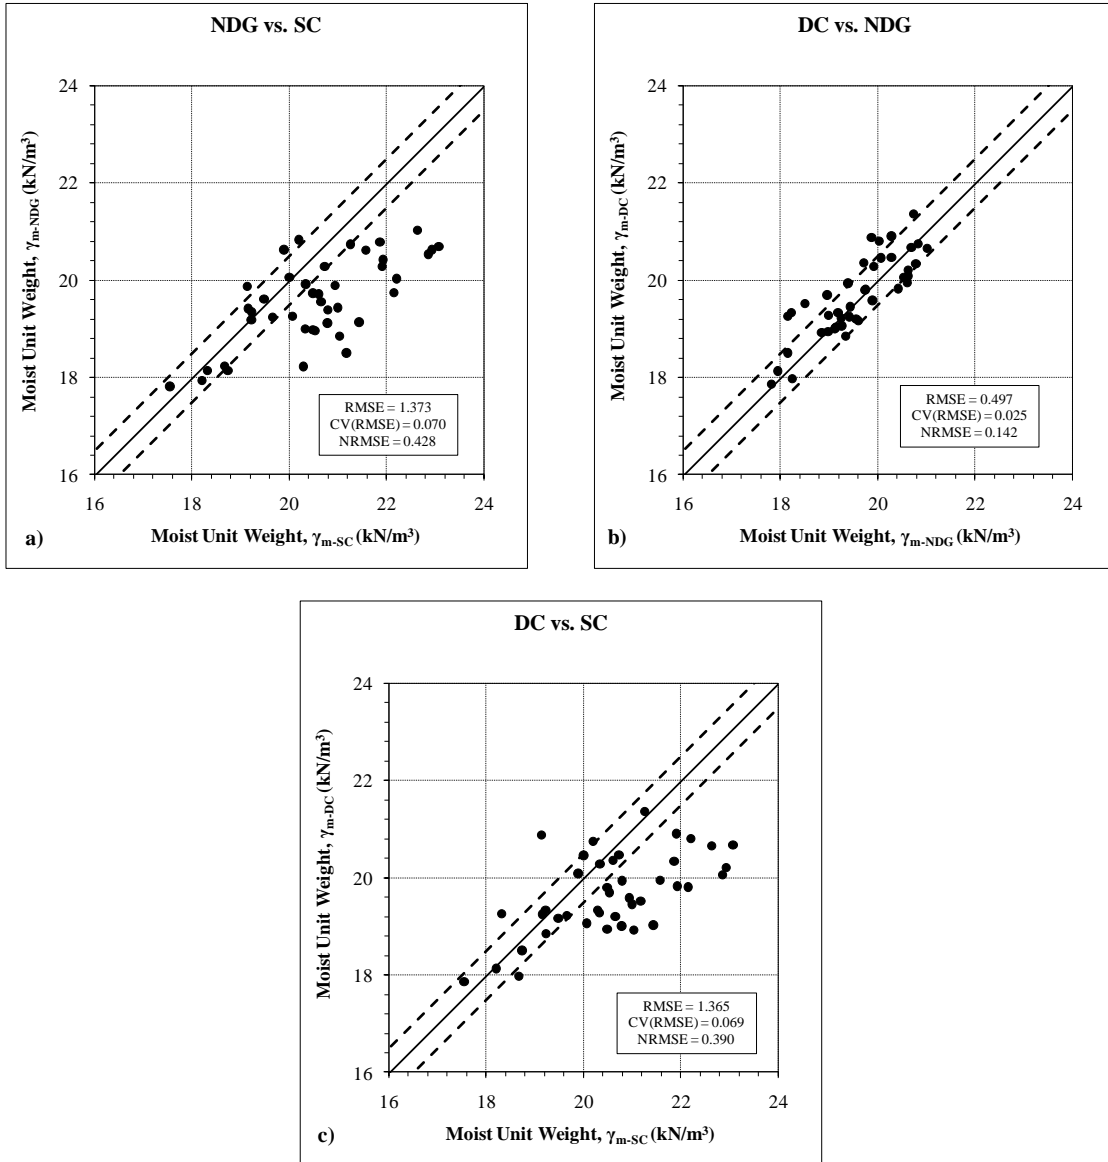 NDG vs. SC
24
22
20
18
16
16 18 20 22 24
Moist Unit Weight, γm-NDG (kN/m³)
Moist Unit Weight, γm-SC (kN/m³)
RMSE = 1.373
CV(RMSE) = 0.070
NRMSE = 0.428
a)
DC vs. NDG
24
22
20
18
16
16 18 20 22 24
Moist Unit Weight, γm-DC (kN/m³)
Moist Unit Weight, γm-NDG (kN/m³)
RMSE = 0.497
CV(RMSE) = 0.025
NRMSE = 0.142
b)
DC vs. SC
24
22
20
18
16
16 18 20 22 24
Moist Unit Weight, γm-DC (kN/m³)
Moist Unit Weight, γm-SC (kN/m³)
RMSE = 1.365
CV(RMSE) = 0.069
NRMSE = 0.390
c)